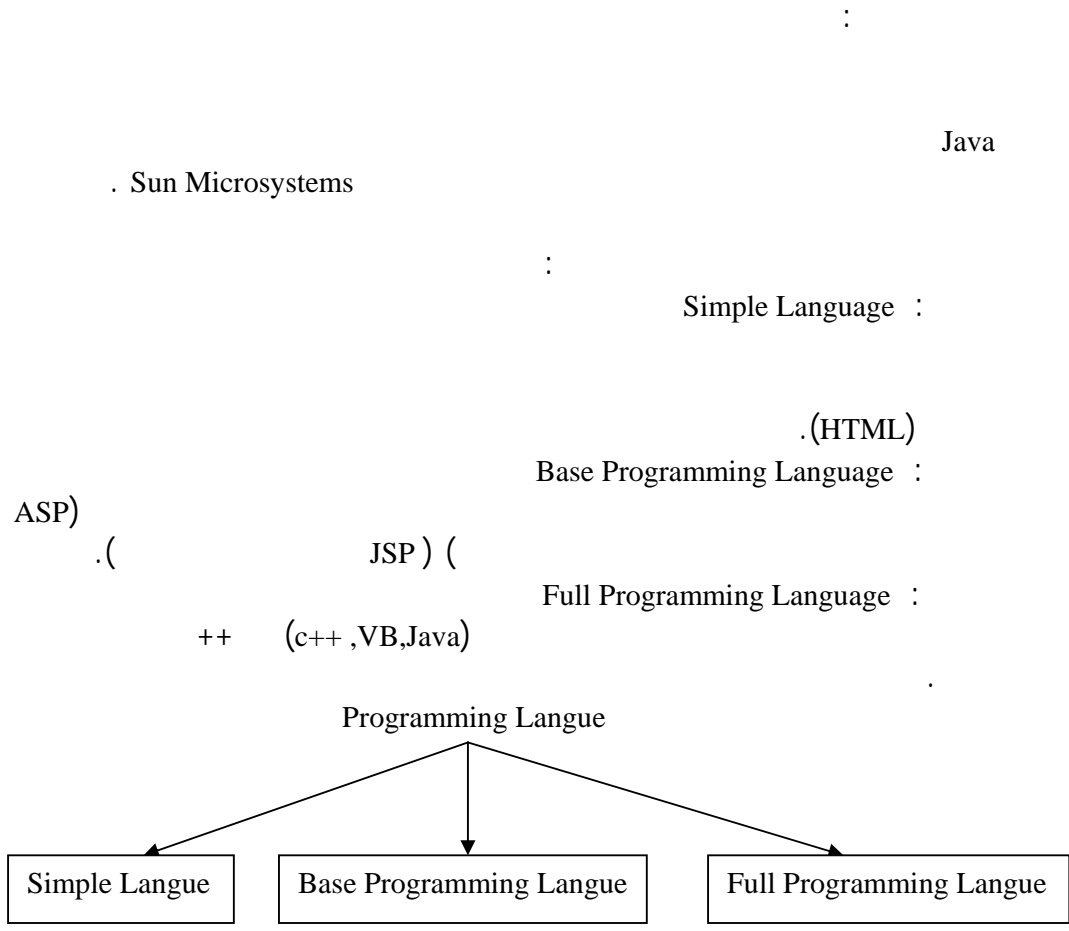 :
Java
. Sun Microsystems
:
Simple Language :
.(HTML)
Base Programming Language :
ASP)
.( JSP ) (
Full Programming Language :
++ (c++ ,VB,Java)
.
Programming Langue
Simple Langue
Base Programming Langue
Full Programming Langue